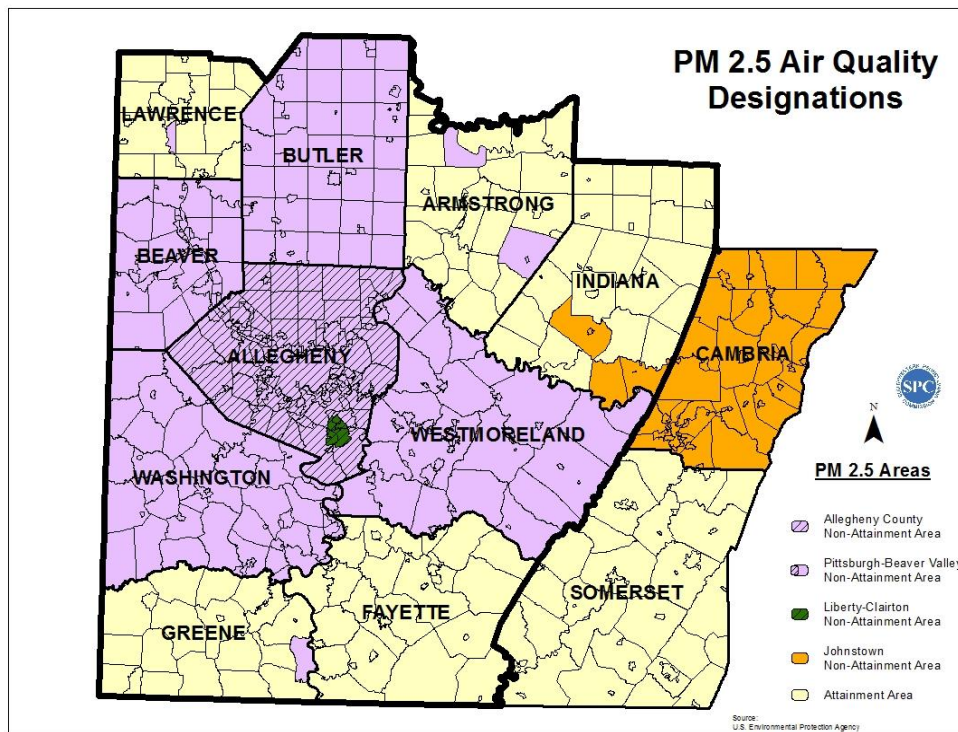 PM 2.5 Air Quality
Designations
LAWRENCE
BUTLER
ARMSTRONG
BEAVER
INDIANA
CAMBRIA
ALLEGHENY
WESTMORELAND
WASHINGTON
SOMERSET
FAYETTE
GREENE
SPC
COMMISSION
N
PM 2.5 Areas
Allegheny County
Non-Attainment Area
Pittsburgh-Beaver Valley
Non-Attainment Area
Liberty-Clairton
Non-Attainment Area
Johnstown
Non-Attainment Area
Attainment Area
Source:
U.S. Environmental Protection Agency